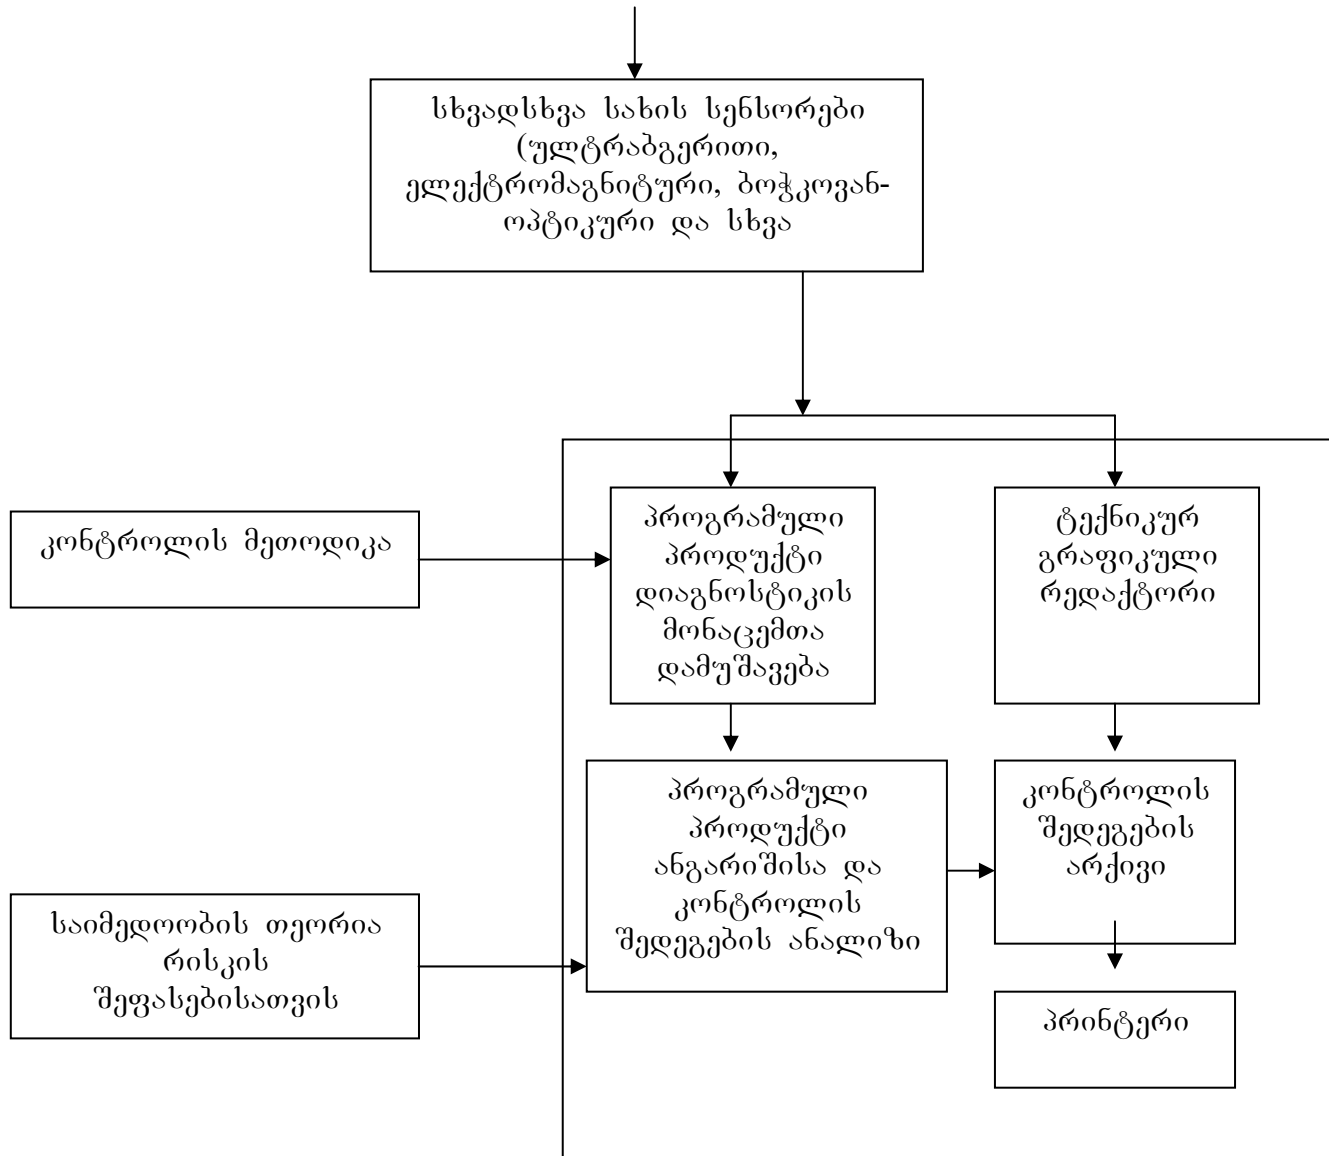 სხვადსხვა სახის სენსორები
(ულტრაბგერითი,
ელექტრომაგნიტური, ბოჭკოვან-
ოპტიკური და სხვა
კონტროლის მეთოდიკა
პროგრამული
პროდუქტი
დიაგნოსტიკის
მონაცემთა
დამუშავება
ტექნიკურ
გრაფიკული
რედაქტორი
საიმედოობის თეორია
რისკის
შეფასებისათვის
პროგრამული
პროდუქტი
ანგარიშისა და
კონტროლის
შედეგების ანალიზი
კონტროლის
შედეგების
არქივი
პრინტერი